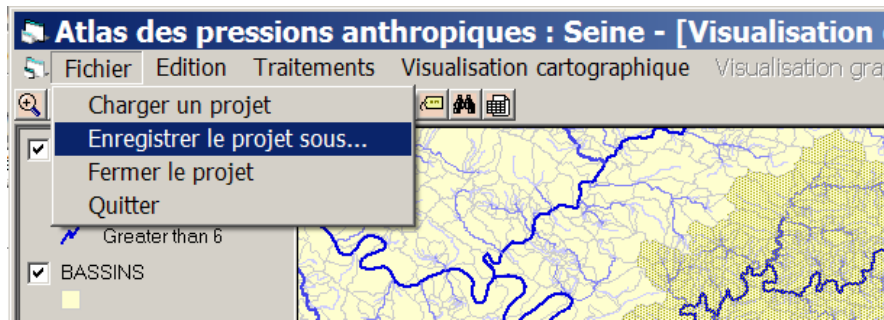 Atlas des pressions anthropiques : Seine - [Visualisation
Fichier Edition Traitements Visualisation cartographique Visualisation gra
Charger un projet
Enregistrer le projet sous...
Fermer le projet
Quitter
Greater than 6
BASSINS